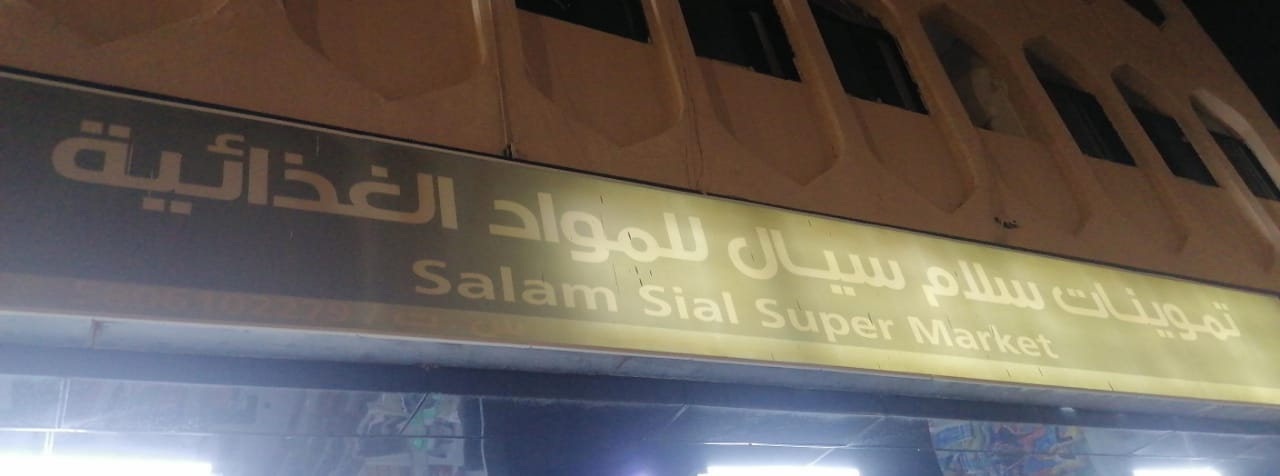 تموينات سلام سيال للمواد الغذائية
Salam Sial Super Market